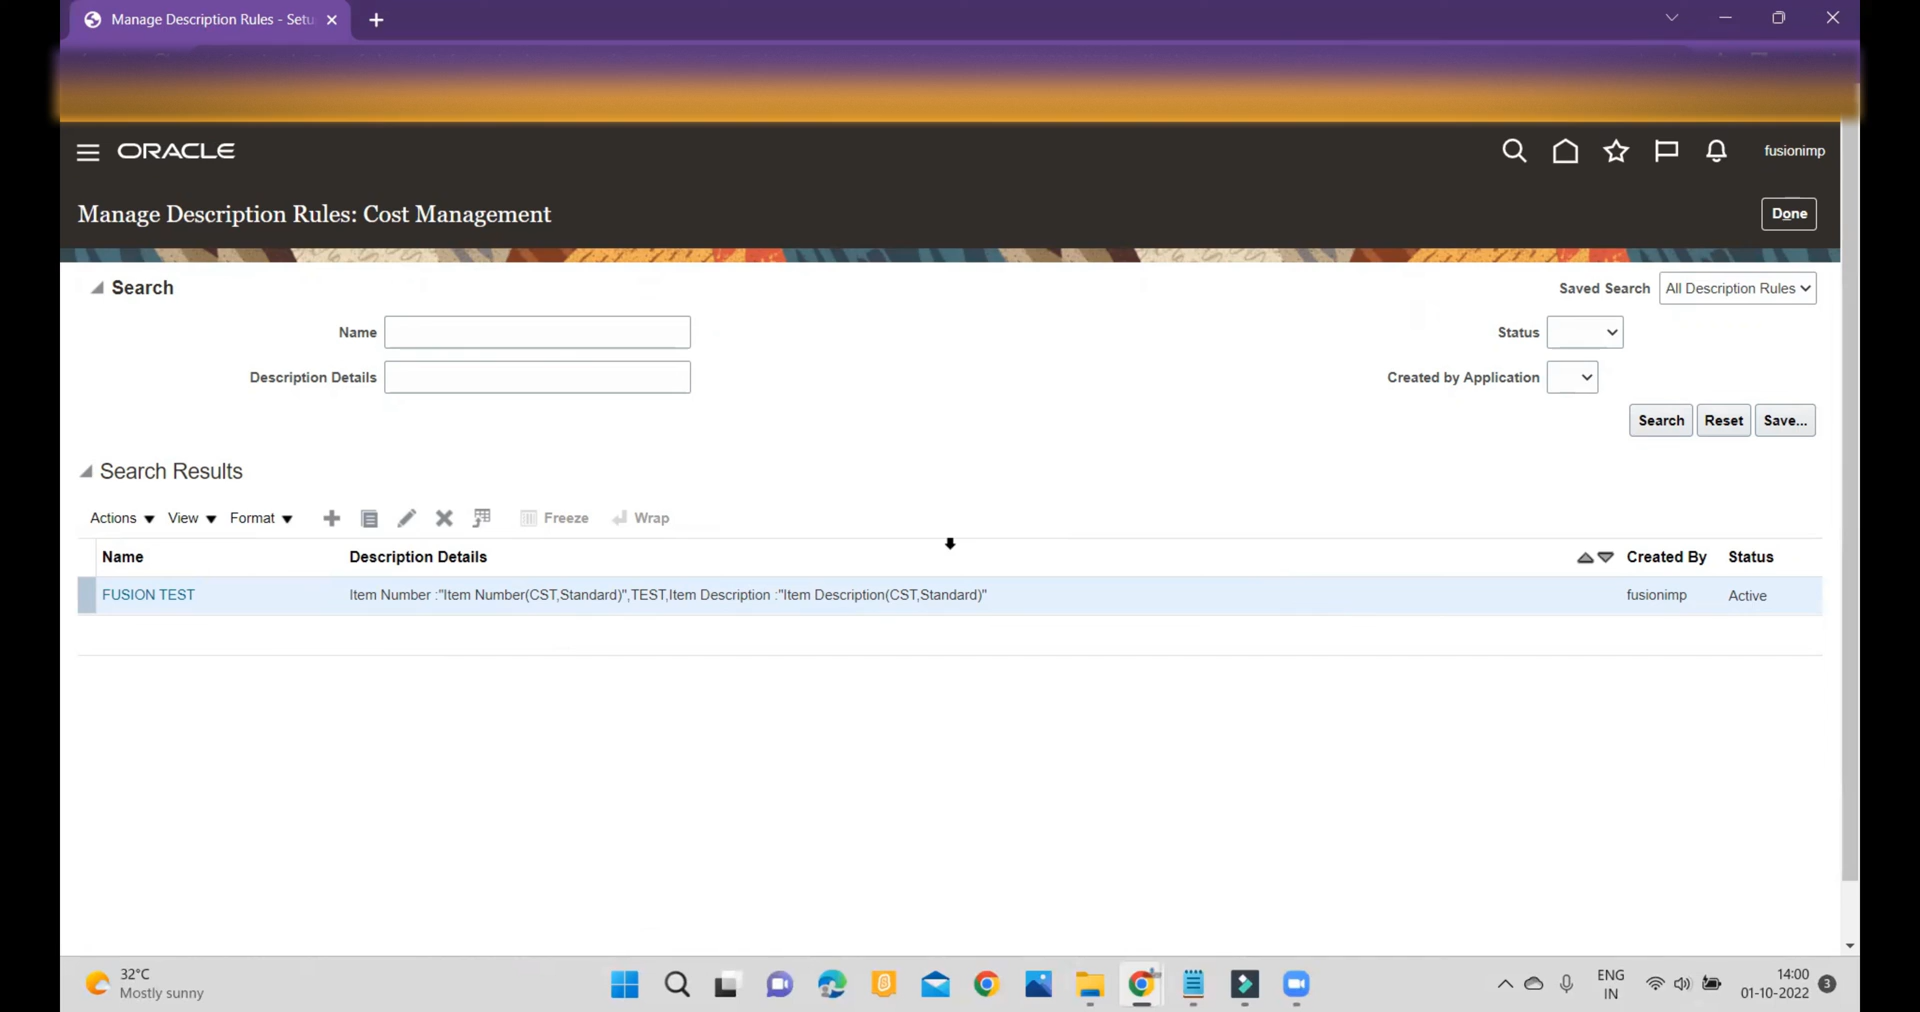 Manage Description Rules - Setu
ORACLE
fusionimp
Manage Description Rules: Cost Management
Done
Search
Saved Search All Description Rules
Name
Status
Description Details
Created by Application
Search Reset Save...
Search Results
Actions View Format Freeze Wrap
Name Description Details Created By Status
FUSION TEST Item Number :"Item Number(CST,Standard)",TEST,Item Description :"Item Description(CST,Standard)" fusionimp Active
32°C
Mostly sunny
ENG
IN
14:00
01-10-2022
3